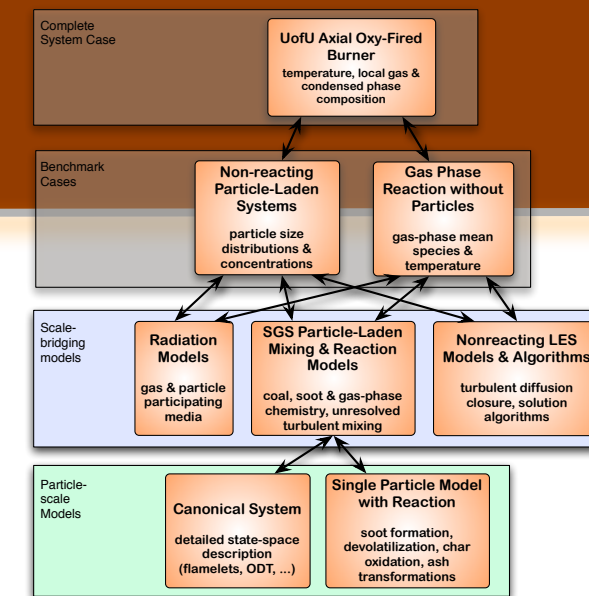 Complete
System Case
UofU Axial Oxy-Fired
Burner
temperature, local gas &
condensed phase
composition
Benchmark
Cases
Non-reacting
Particle-Laden
Systems
particle size
distributions &
concentrations
Gas Phase
Reaction without
Particles
gas-phase mean
species &
temperature
Scale-
bridging
models
Radiation
Models
gas & particle
participating
media
SGS Particle-Laden
Mixing & Reaction
Models
coal, soot & gas-phase
chemistry, unresolved
turbulent mixing
Nonreacting LES
Models & Algorithms
turbulent diffusion
closure, solution
algorithms
Particle-
scale
Models
Canonical System
detailed state-space
description
(flamelets, ODT, ...)
Single Particle Model
with Reaction
soot formation,
devolatilization, char
oxidation, ash
transformations